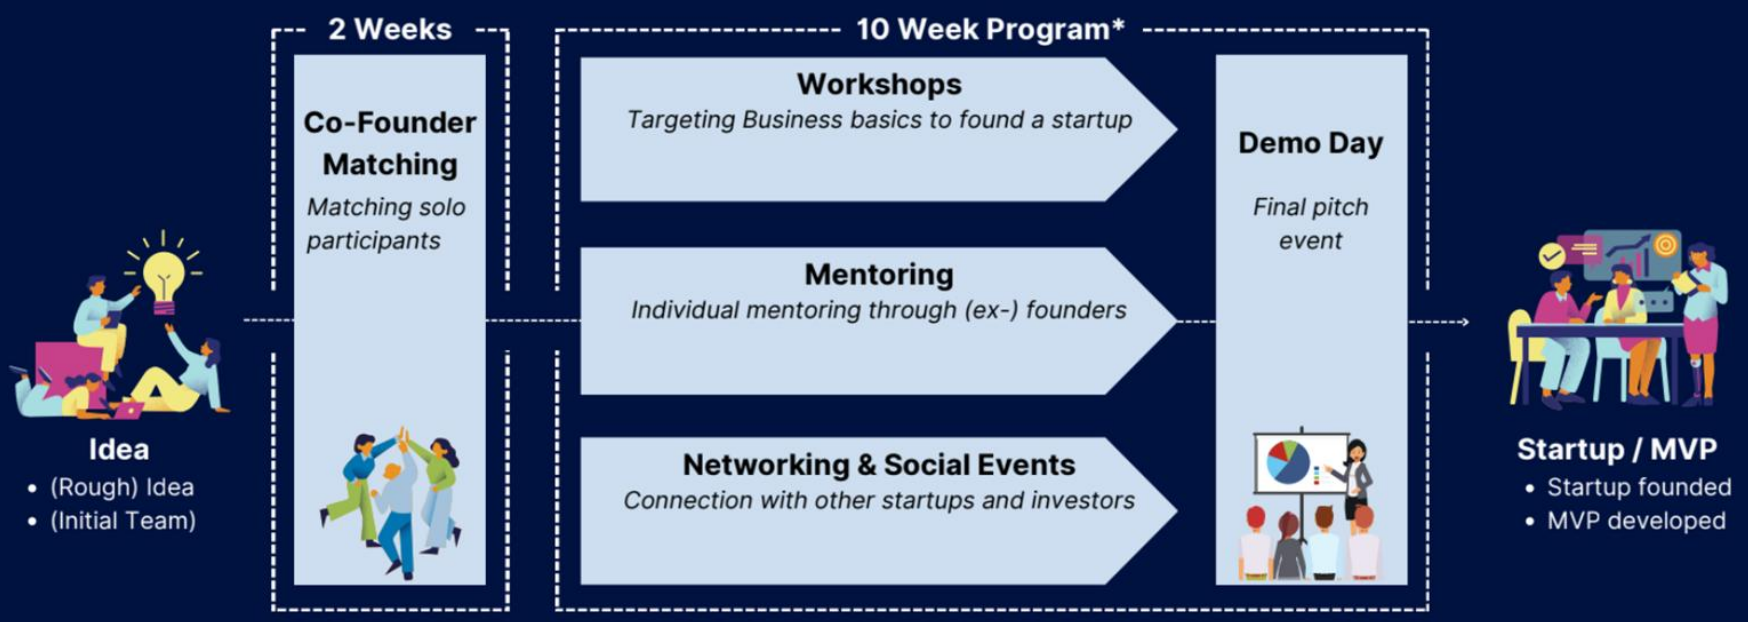 2 Weeks
10 Week Program*
Idea
• (Rough) Idea
• (Initial Team)
Co-Founder
Matching
Matching solo
participants
Workshops
Targeting Business basics to found a startup
Mentoring
Individual mentoring through (ex-) founders
Networking & Social Events
Connection with other startups and investors
Demo Day
Final pitch
event
Startup / MVP
• Startup founded
• MVP developed